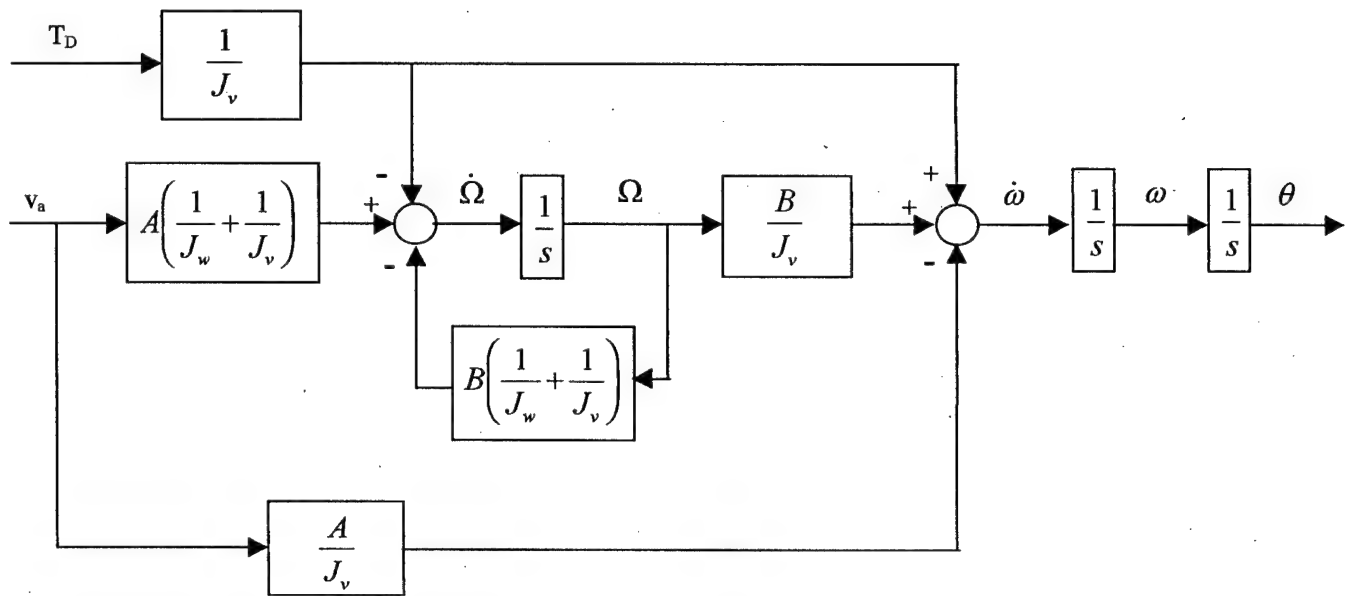 T_D
1/J_v
v_a
A(1/J_w + 1/J_v)
-
+
-
Ω̇
1/s
Ω
B/J_v
+
+
-
ω̇
1/s
ω
1/s
θ
B(1/J_w + 1/J_v)
A/J_v